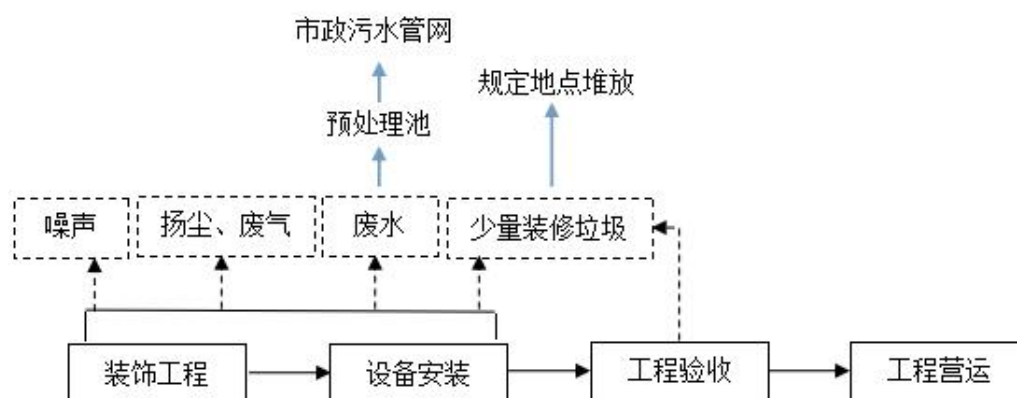 市政污水管网
规定地点堆放
预处理池
噪声
扬尘、废气
废水
少量装修垃圾
装饰工程
设备安装
工程验收
工程营运